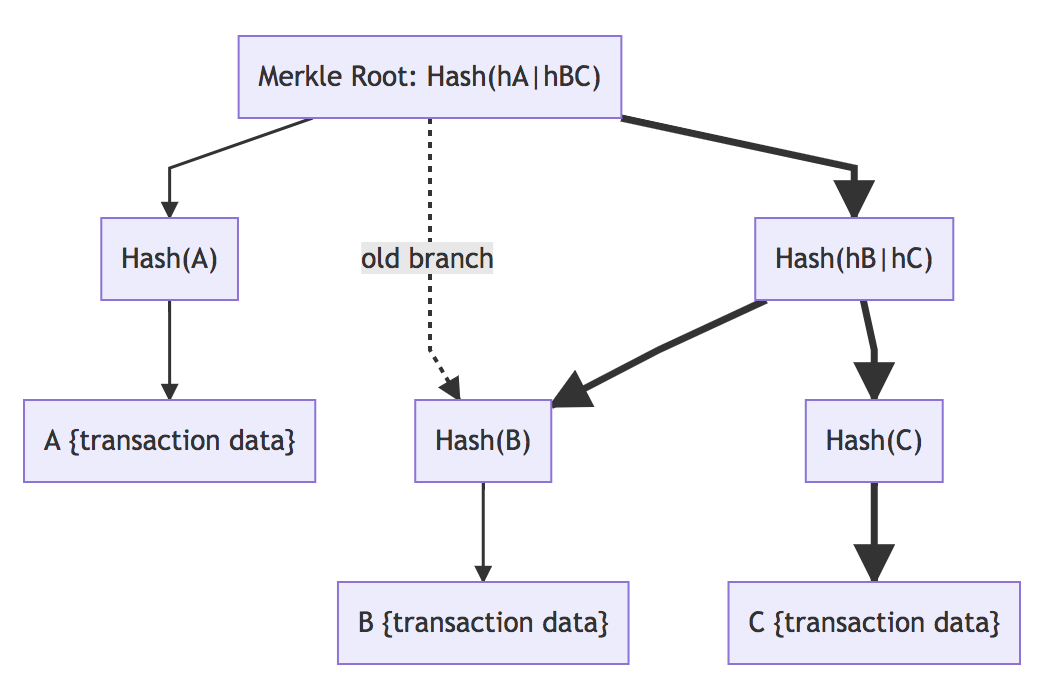 Merkle Root: Hash(hA|hBC)
Hash(A)
old branch
Hash(hB|hC)
A {transaction data}
Hash(B)
Hash(C)
B {transaction data}
C {transaction data}